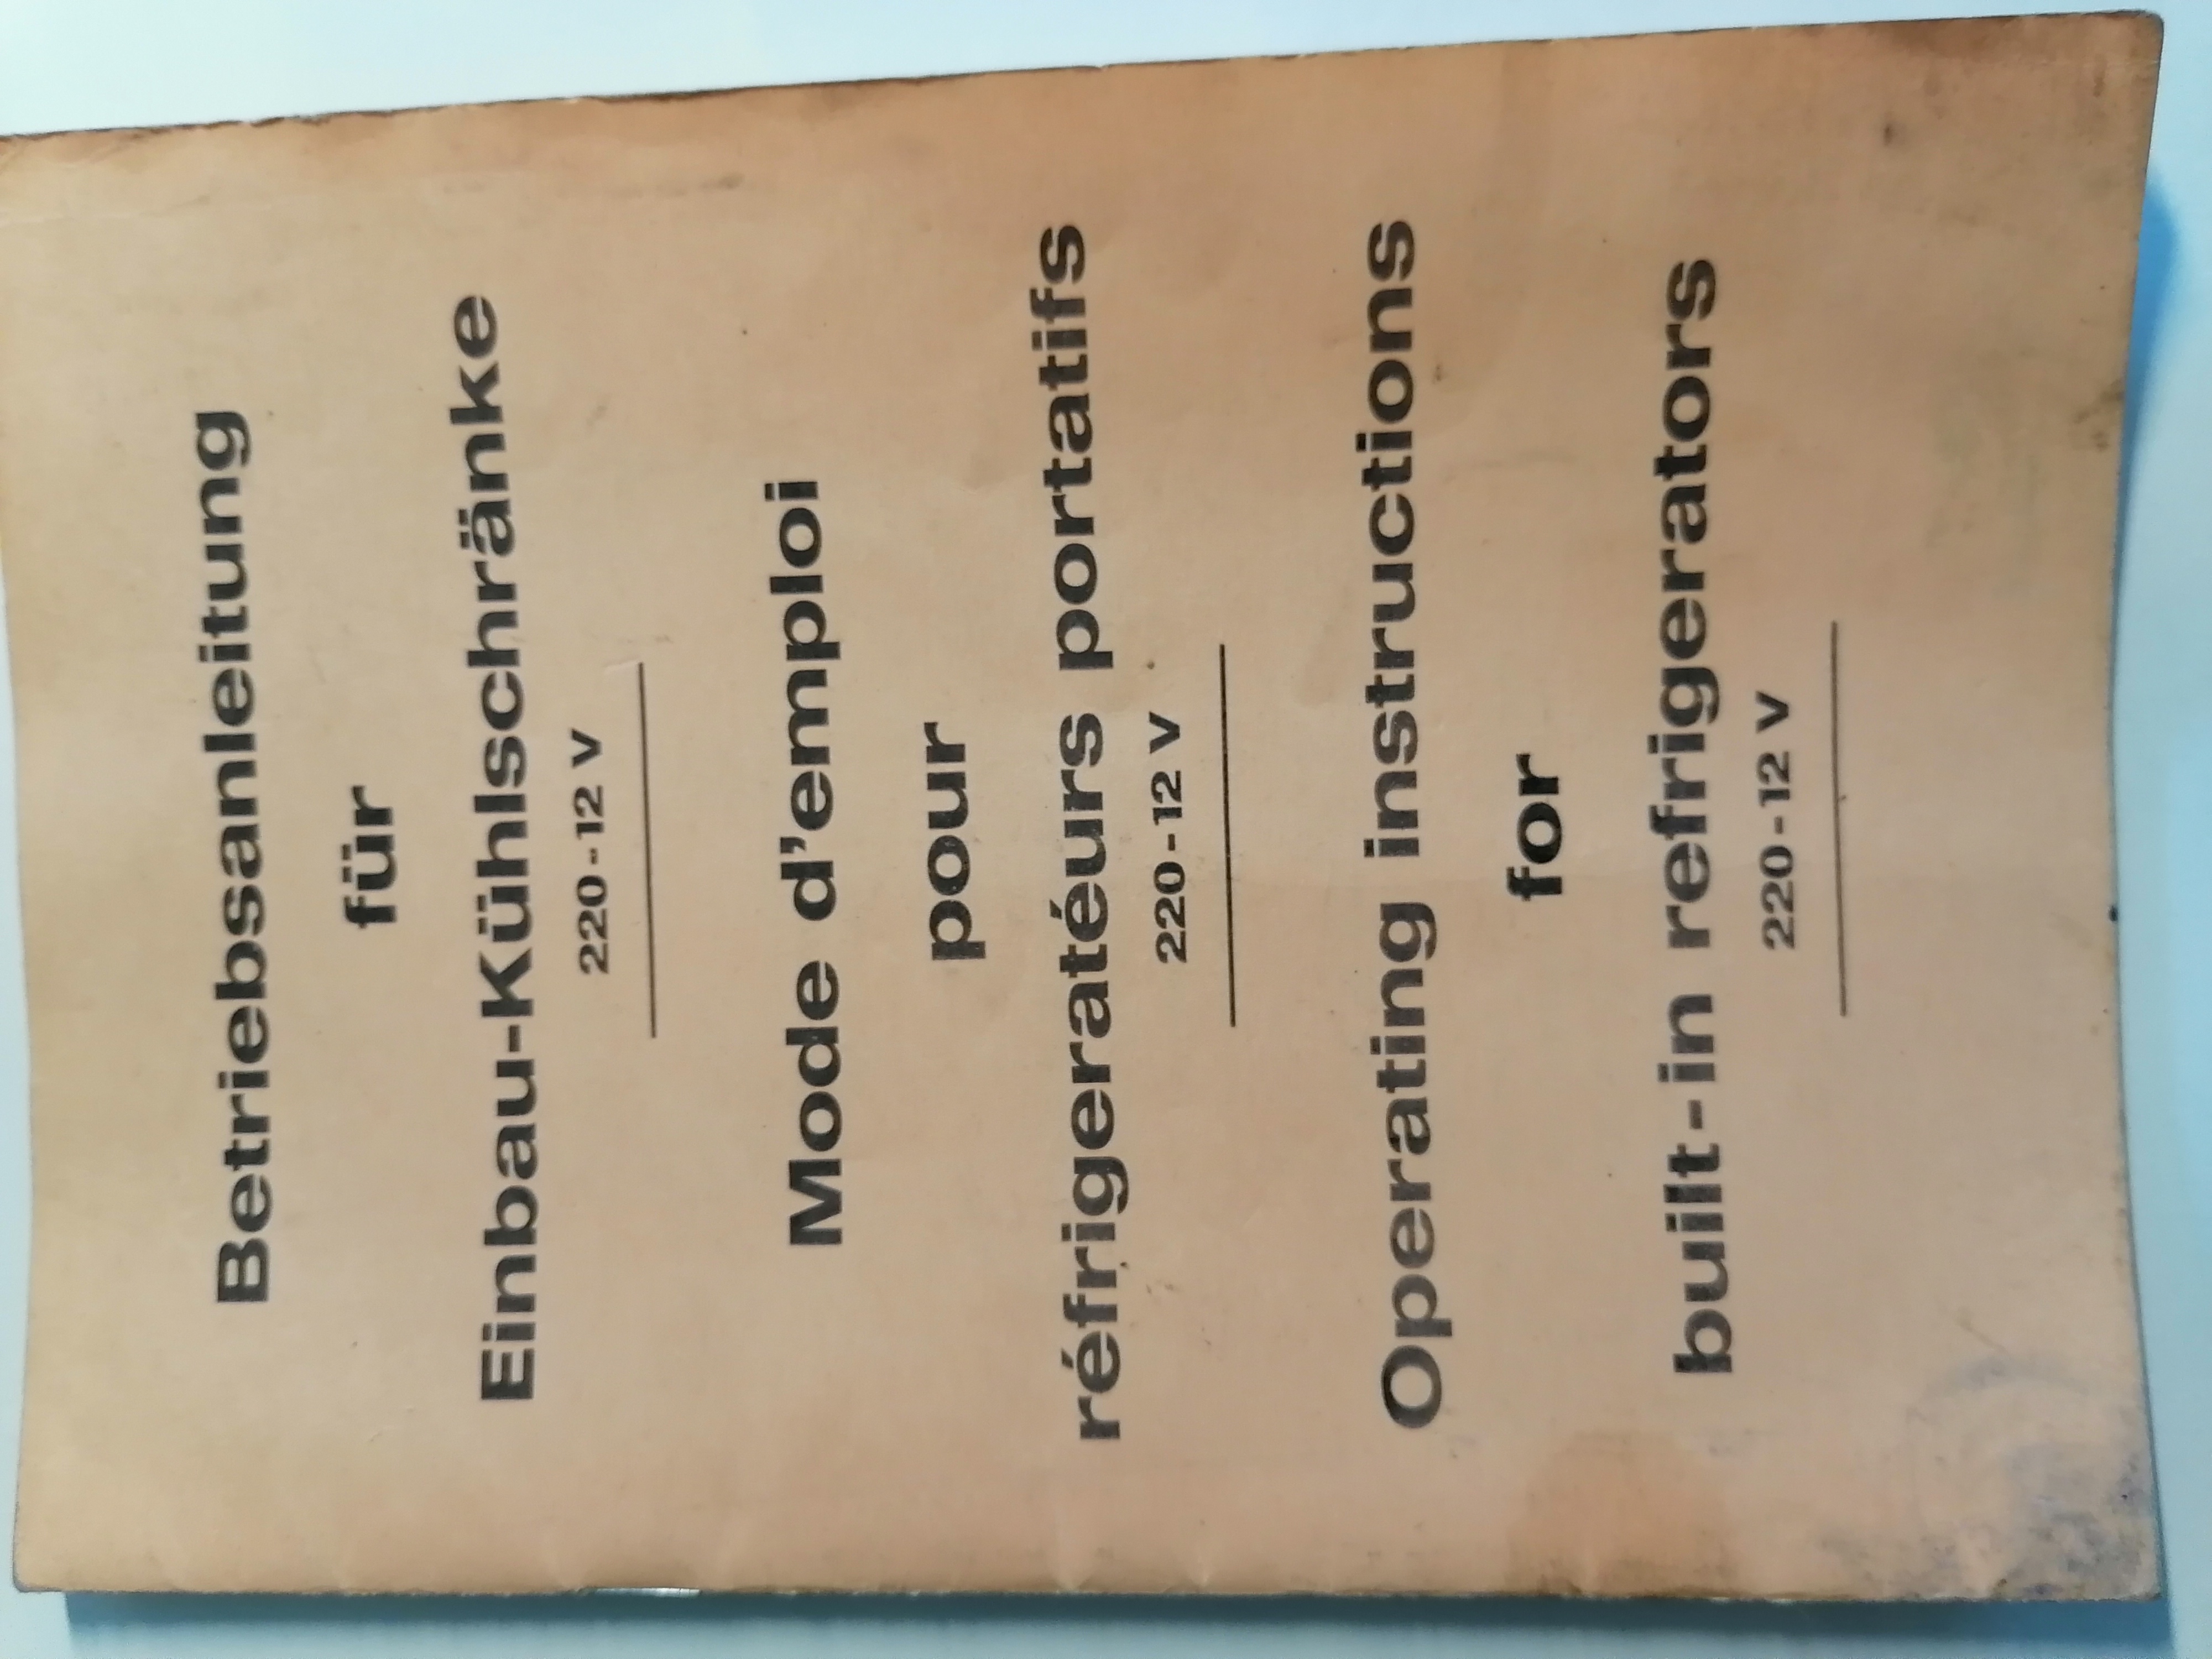 Betriebsanleitung
für
Einbau-Kühlschränke
220-12 V
Mode d'emploi
pour
réfrigeratéurs portatifs
220-12 V
Operating instructions
for
built-in refrigerators
220-12 V